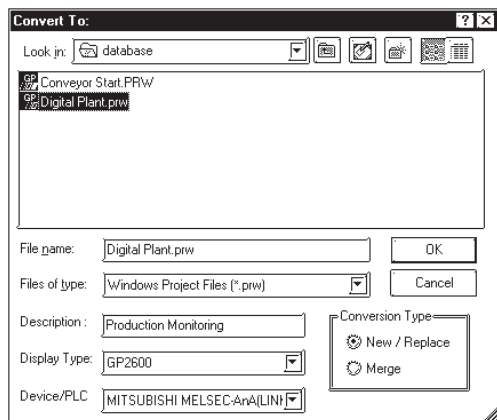 Convert To:
Look in: database
Conveyor Start.PRW
Digital Plant.prw
File name: Digital Plant.prw OK
Files of type: Windows Project Files (*.prw) Cancel
Description : Production Monitoring Conversion Type
New / Replace
Display Type: GP2600
Merge
Device/PLC MITSUBISHI MELSEC-AnA(LINK